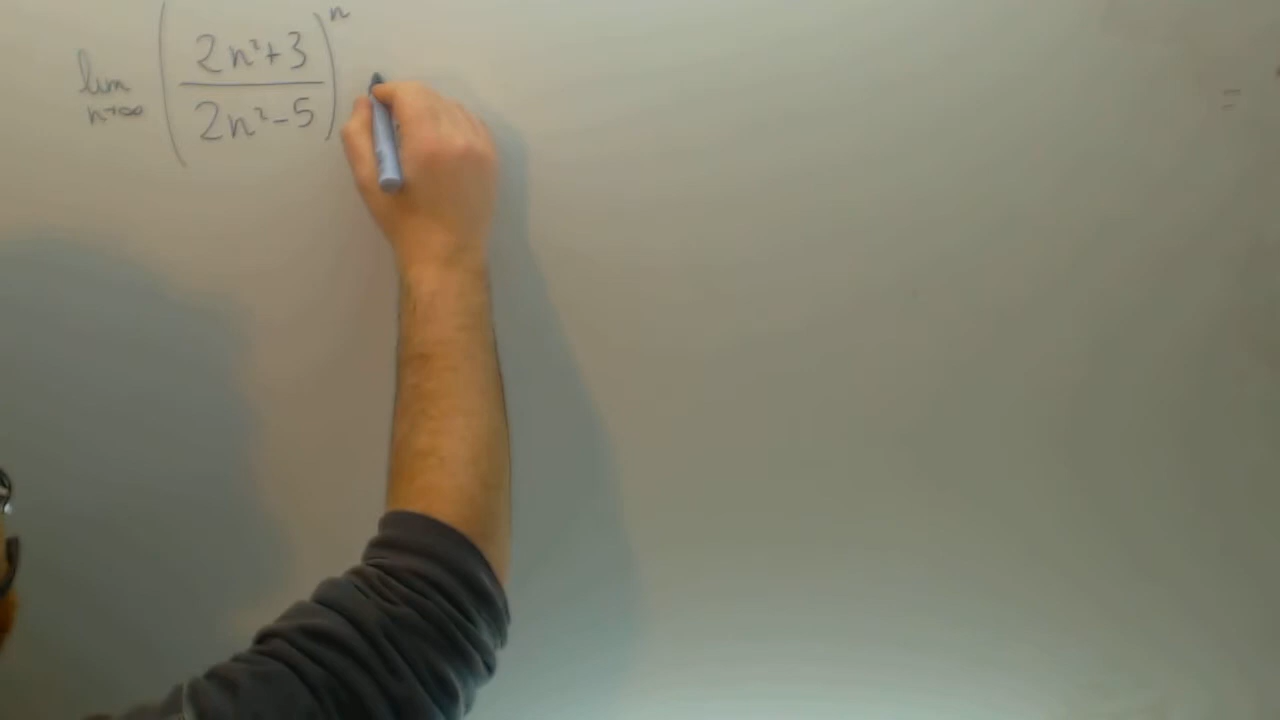 lim n→∞ ( (2n²+3) / (2n²-5) )ⁿ =